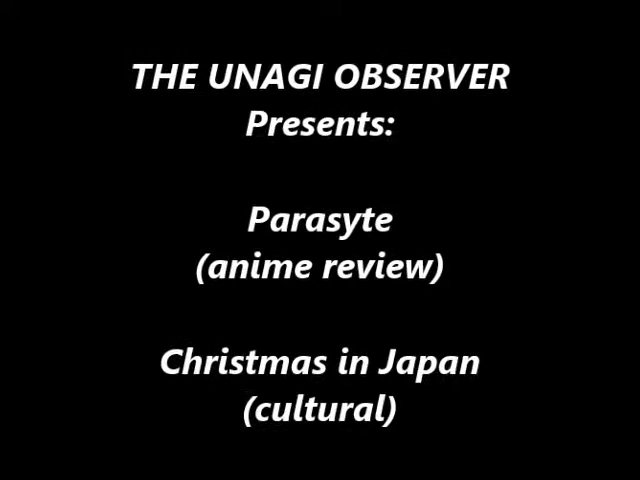 THE UNAGI OBSERVER
Presents:
Parasyte
(anime review)
Christmas in Japan
(cultural)